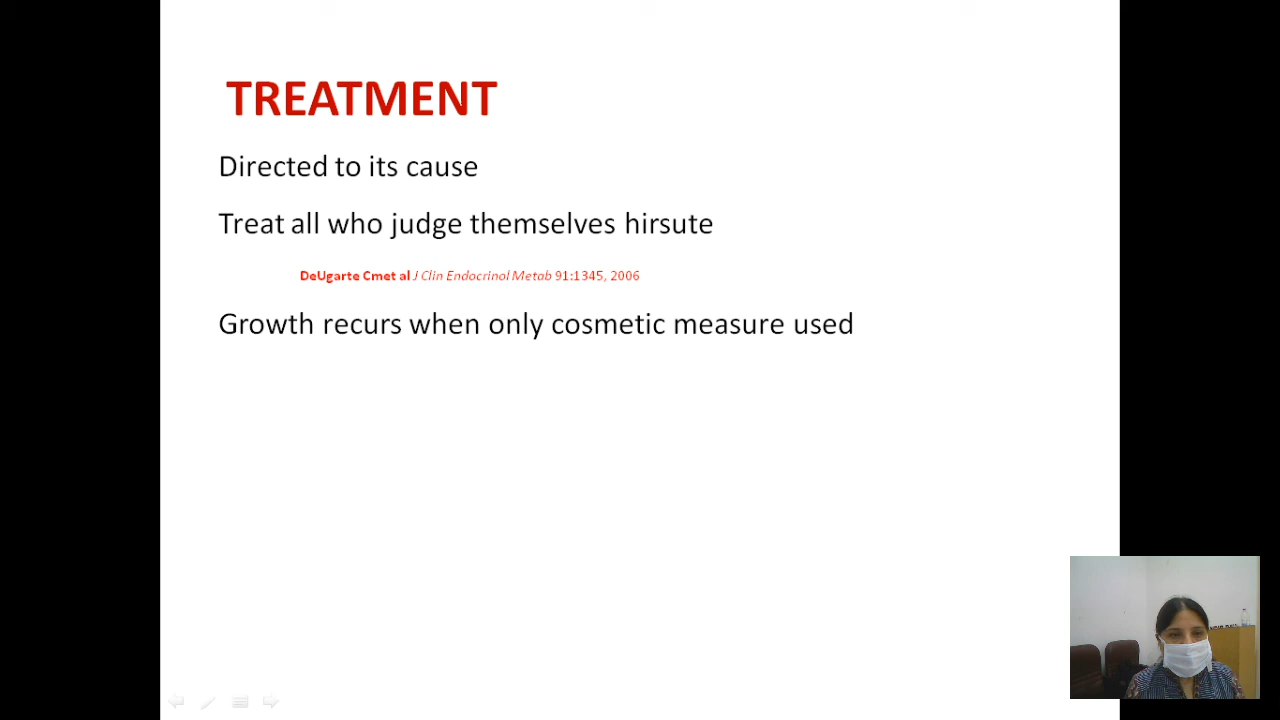 TREATMENT
Directed to its cause
Treat all who judge themselves hirsute
DeUgarte Cmet al J Clin Endocrinol Metab 91:1345, 2006
Growth recurs when only cosmetic measure used